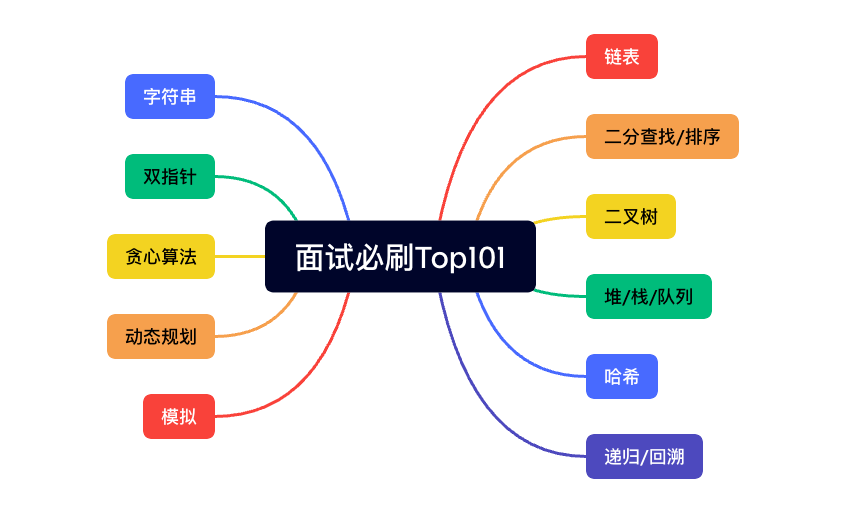 面试必刷Top101
链表
二分查找/排序
二叉树
堆/栈/队列
哈希
递归/回溯
字符串
双指针
贪心算法
动态规划
模拟